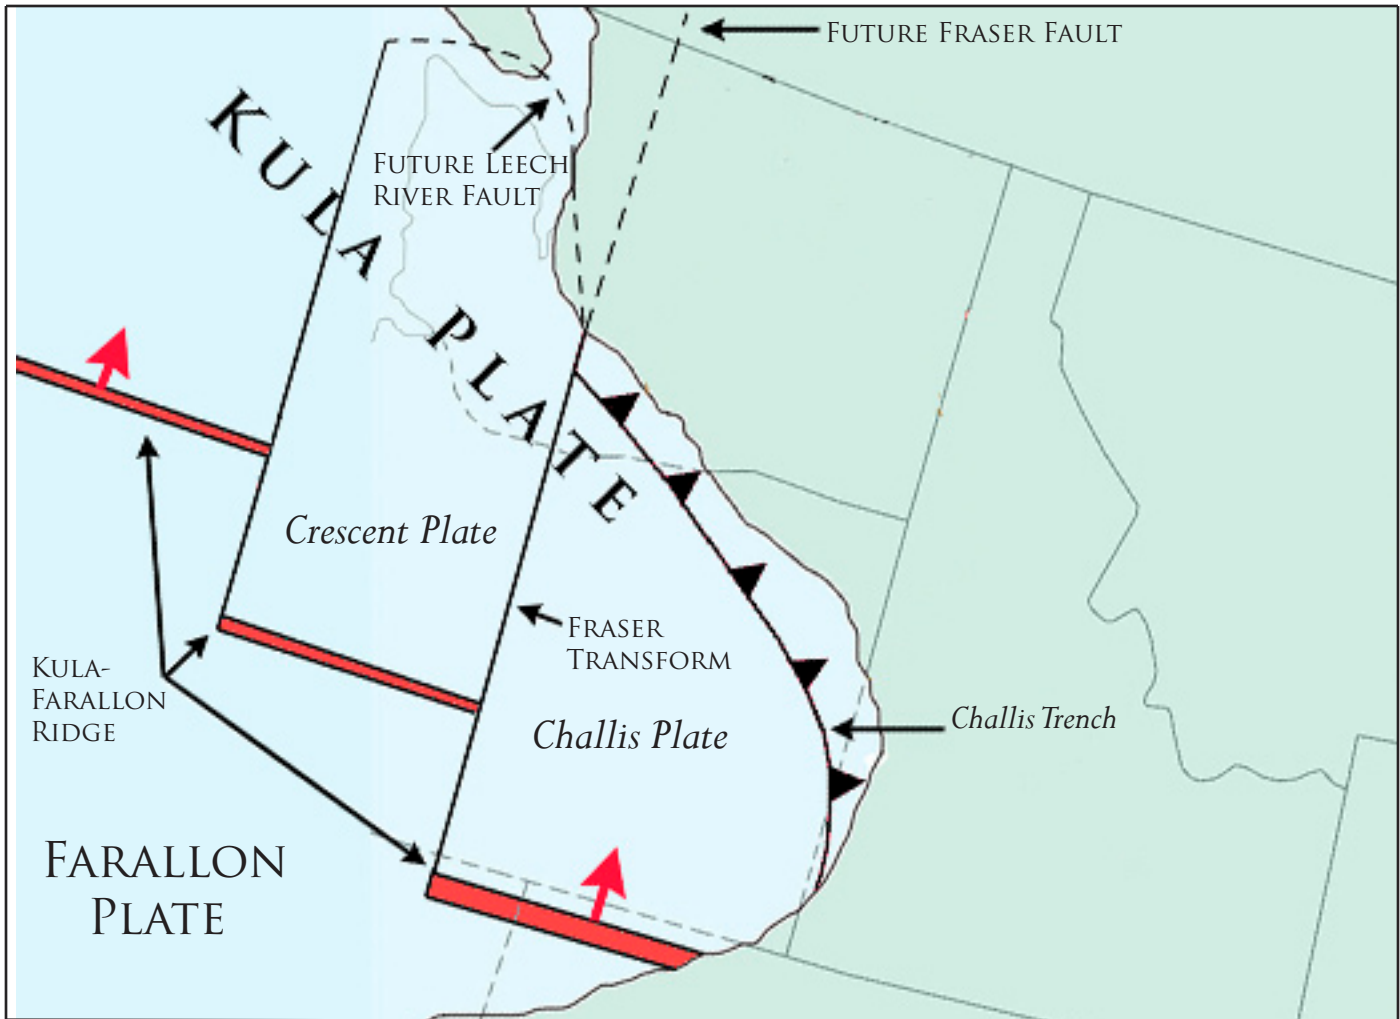 FUTURE FRASER FAULT
KULA PLATE
FUTURE LEECH
RIVER FAULT
Crescent Plate
FRASER
TRANSFORM
KULA-
FARALLON
RIDGE
Challis Plate
Challis Trench
FARALLON
PLATE